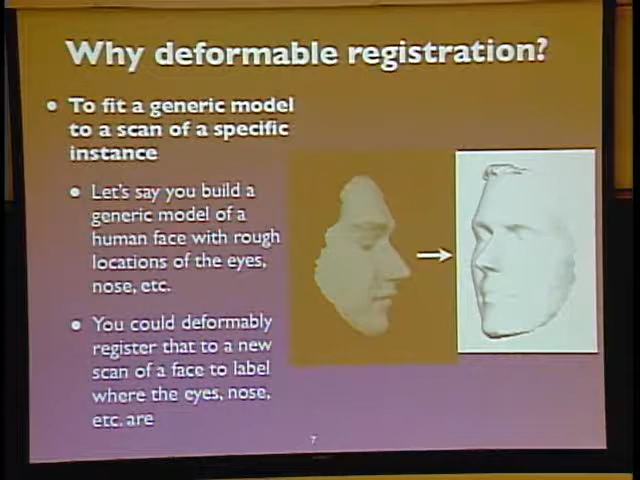 Why deformable registration?
• To fit a generic model
to a scan of a specific
instance
• Let's say you build a
generic model of a
human face with rough
locations of the eyes,
nose, etc.
• You could deformably
register that to a new
scan of a face to label
where the eyes, nose,
etc. are
7